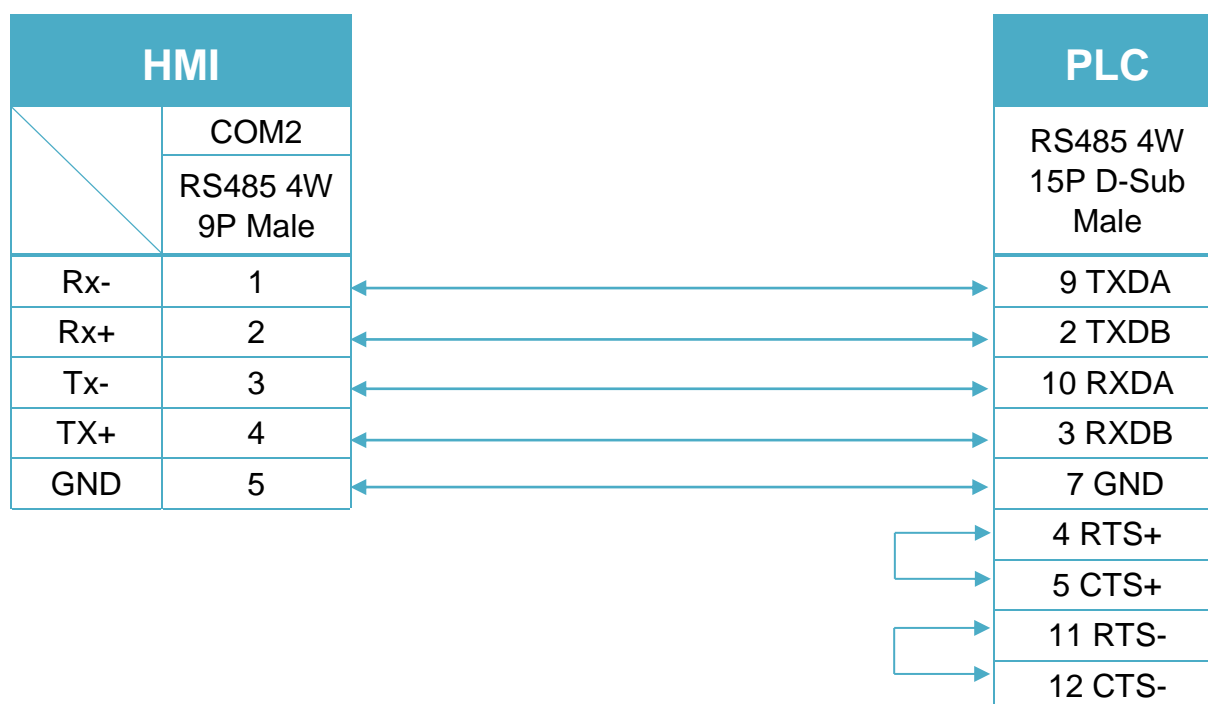 HMI
PLC
COM2
RS485 4W
9P Male
RS485 4W
15P D-Sub
Male
Rx- 1 9 TXDA
Rx+ 2 2 TXDB
Tx- 3 10 RXDA
TX+ 4 3 RXDB
GND 5 7 GND
4 RTS+
5 CTS+
11 RTS-
12 CTS-